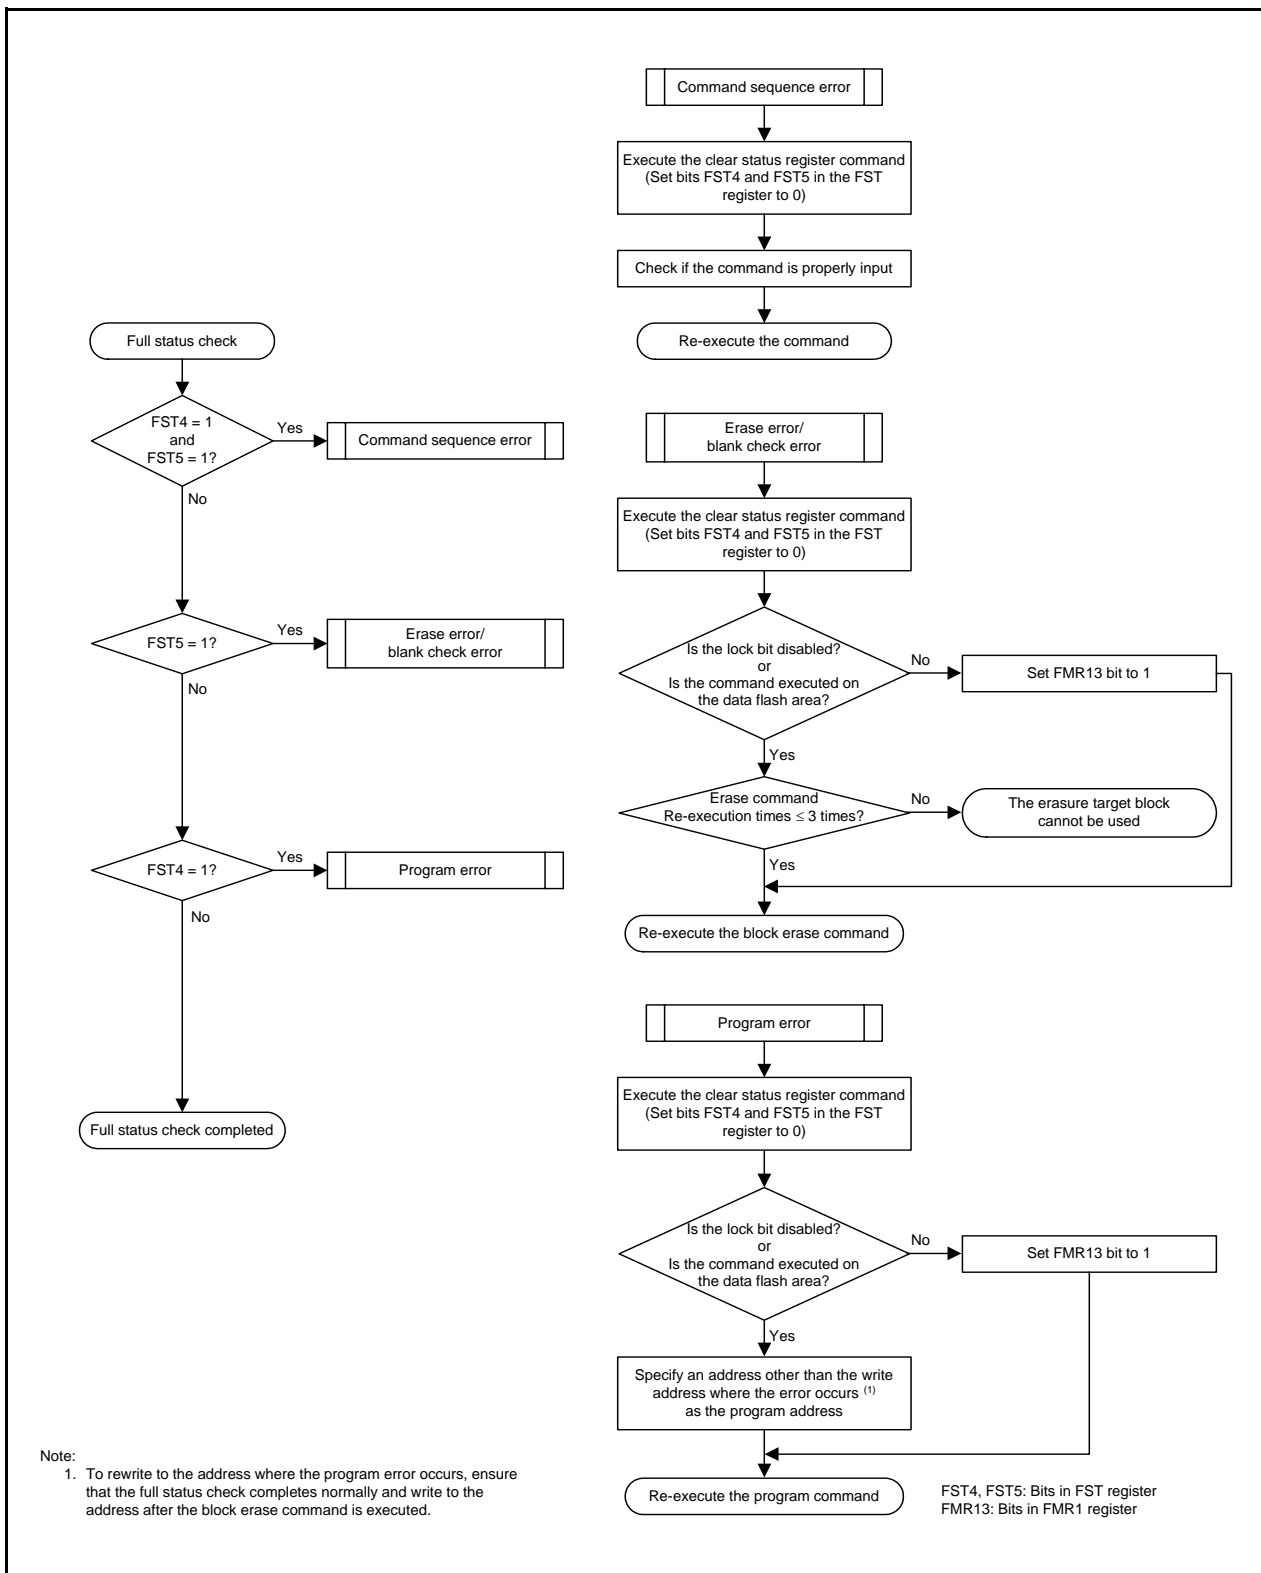 Full status check
FST4 = 1
and
FST5 = 1?
Yes
Command sequence error
No
FST5 = 1?
Yes
Erase error/
blank check error
No
FST4 = 1?
Yes
Program error
No
Full status check completed
Command sequence error
Execute the clear status register command
(Set bits FST4 and FST5 in the FST
register to 0)
Check if the command is properly input
Re-execute the command
Erase error/
blank check error
Execute the clear status register command
(Set bits FST4 and FST5 in the FST
register to 0)
Is the lock bit disabled?
or
Is the command executed on
the data flash area?
No
Set FMR13 bit to 1
Yes
Erase command
Re-execution times ≤ 3 times?
No
The erasure target block
cannot be used
Yes
Re-execute the block erase command
Program error
Execute the clear status register command
(Set bits FST4 and FST5 in the FST
register to 0)
Is the lock bit disabled?
or
Is the command executed on
the data flash area?
No
Set FMR13 bit to 1
Yes
Specify an address other than the write
address where the error occurs (1)
as the program address
Re-execute the program command
Note:
1. To rewrite to the address where the program error occurs, ensure
that the full status check completes normally and write to the
address after the block erase command is executed.
FST4, FST5: Bits in FST register
FMR13: Bits in FMR1 register